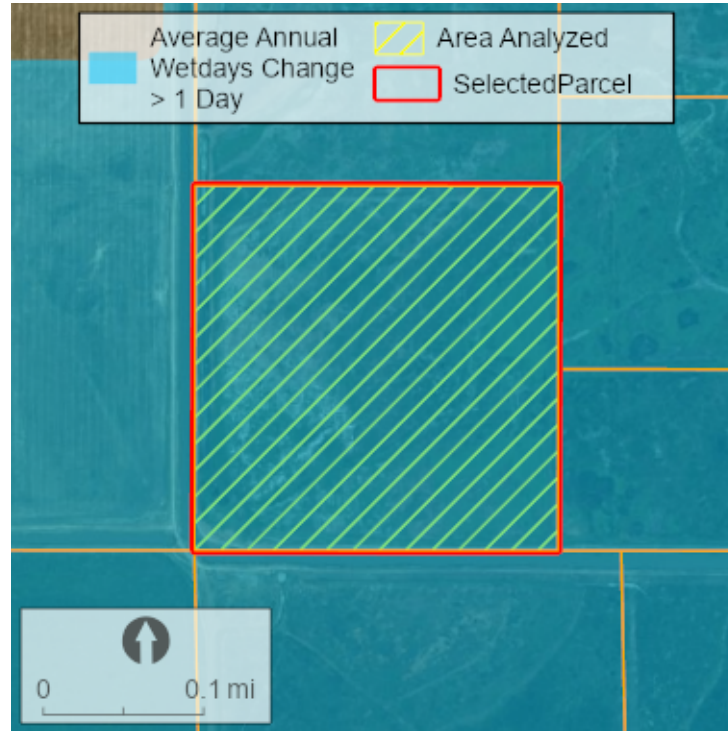 Average Annual
Wetdays Change
> 1 Day
Area Analyzed
SelectedParcel
0 0.1 mi